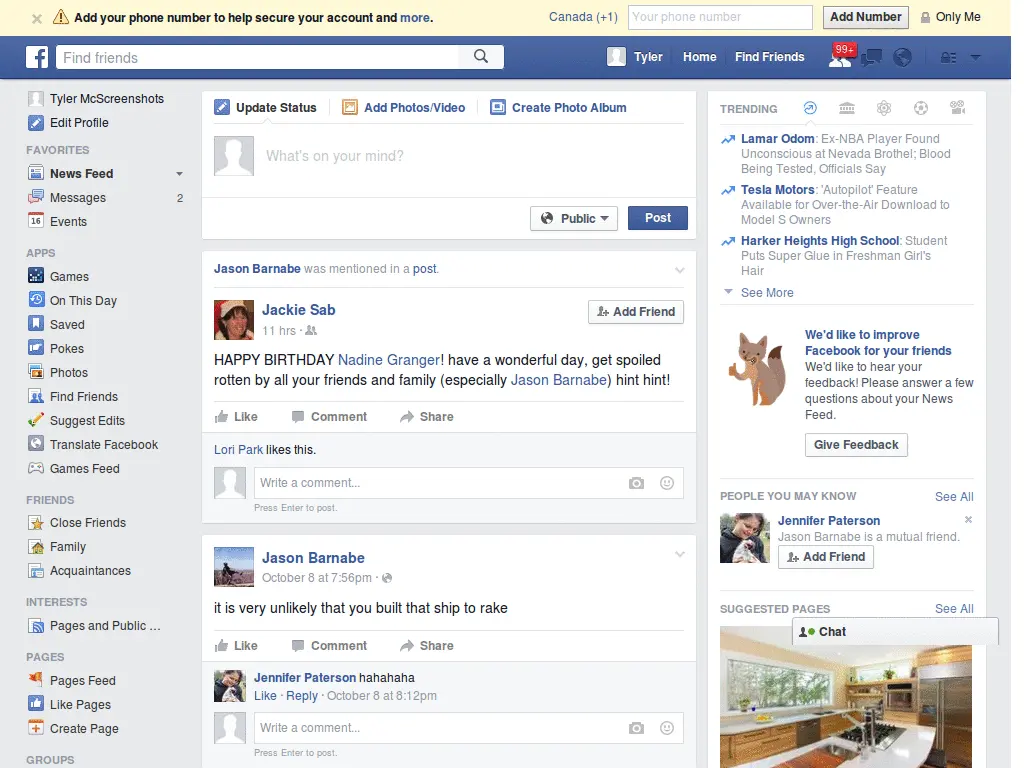 Add your phone number to help secure your account and more.
Canada (+1)
Your phone number
Add Number
Only Me
Find friends
Tyler
Home
Find Friends
99+
Tyler McScreenshots
Edit Profile
FAVORITES
News Feed
Messages 2
16 Events
APPS
Games
On This Day
Saved
Pokes
Photos
Find Friends
Suggest Edits
Translate Facebook
Games Feed
FRIENDS
Close Friends
Family
Acquaintances
INTERESTS
Pages and Public ...
PAGES
Pages Feed
Like Pages
Create Page
GROUPS
Update Status
Add Photos/Video
Create Photo Album
What's on your mind?
Public
Post
Jason Barnabe was mentioned in a post.
Jackie Sab
11 hrs ·
Add Friend
HAPPY BIRTHDAY Nadine Granger! have a wonderful day, get spoiled
rotten by all your friends and family (especially Jason Barnabe) hint hint!
Like Comment Share
Lori Park likes this.
Write a comment...
Press Enter to post.
Jason Barnabe
October 8 at 7:56pm ·
it is very unlikely that you built that ship to rake
Like Comment Share
Jennifer Paterson hahahaha
Like · Reply · October 8 at 8:12pm
Write a comment...
Press Enter to post.
TRENDING
Lamar Odom: Ex-NBA Player Found
Unconscious at Nevada Brothel; Blood
Being Tested, Officials Say
Tesla Motors: 'Autopilot' Feature
Available for Over-the-Air Download to
Model S Owners
Harker Heights High School: Student
Puts Super Glue in Freshman Girl's
Hair
See More
We'd like to improve
Facebook for your friends
We'd like to hear your
feedback! Please answer a few
questions about your News
Feed.
Give Feedback
PEOPLE YOU MAY KNOW See All
Jennifer Paterson
Jason Barnabe is a mutual friend.
Add Friend
SUGGESTED PAGES See All
Chat